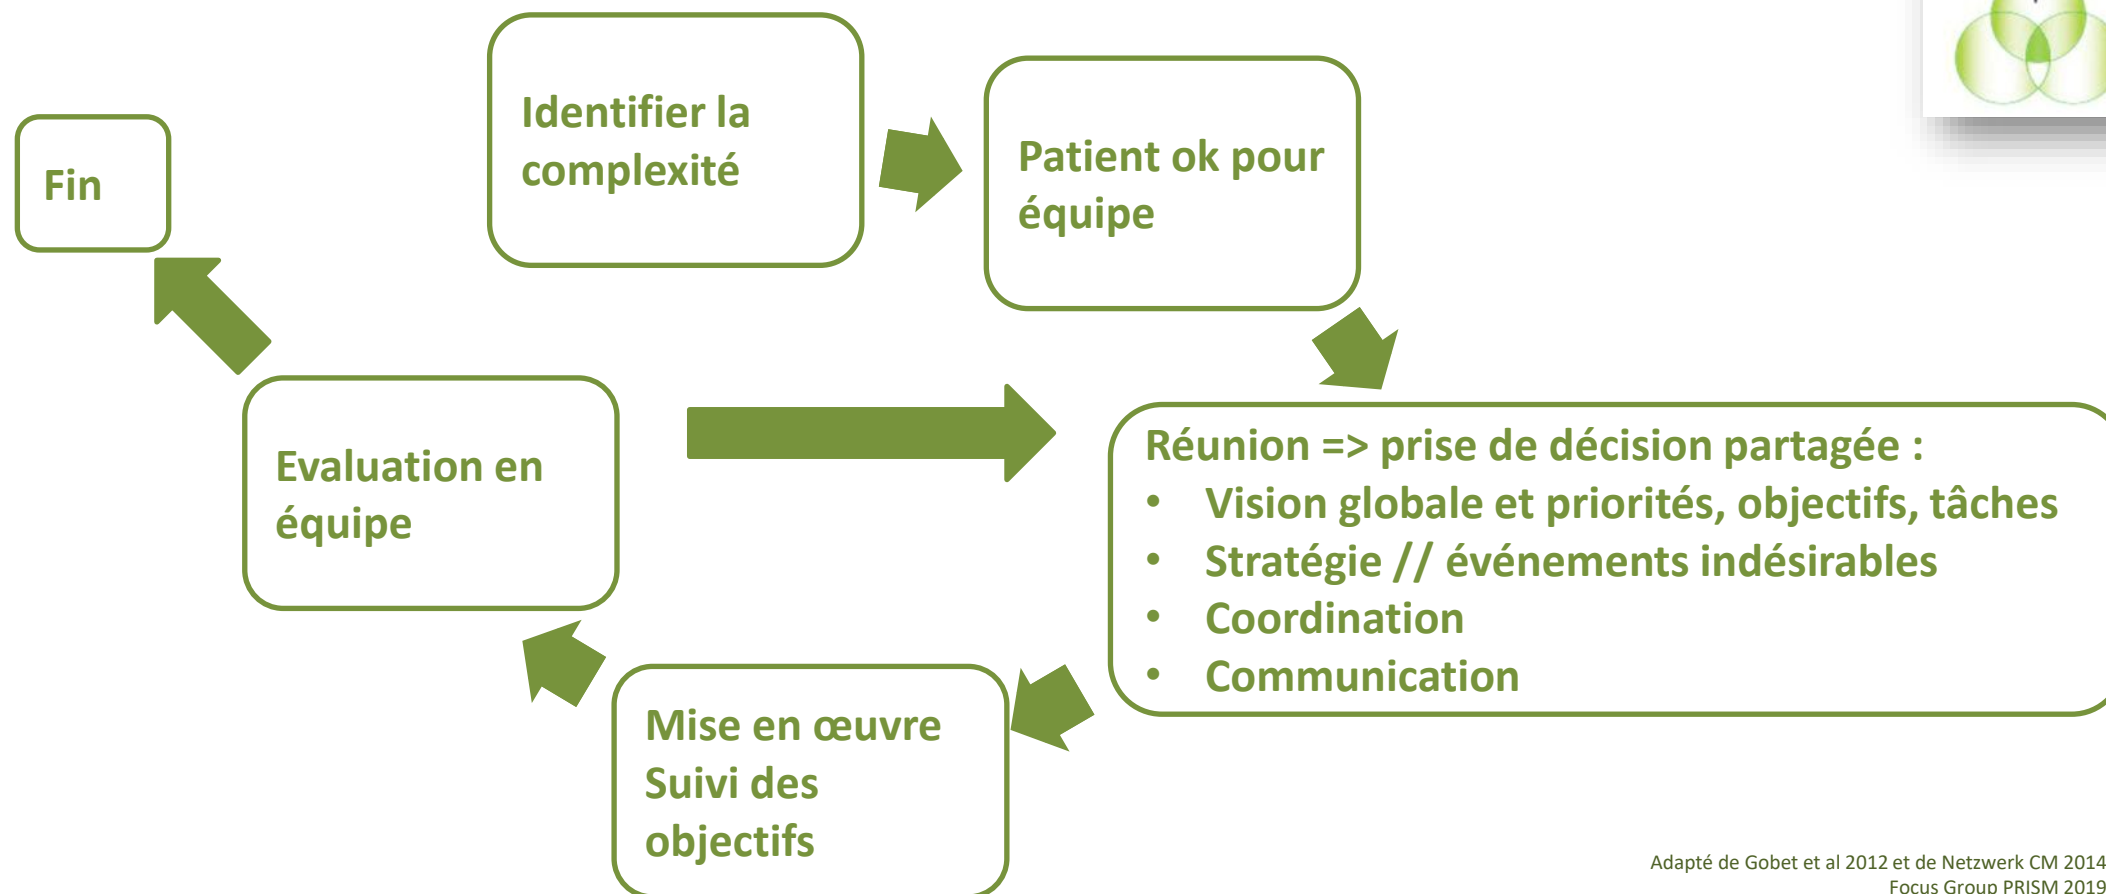 Identifier la
complexité
Patient ok pour
équipe
Fin
Réunion => prise de décision partagée :
• Vision globale et priorités, objectifs, tâches
• Stratégie // événements indésirables
• Coordination
• Communication
Evaluation en
équipe
Mise en œuvre
Suivi des
objectifs
Adapté de Gobet et al 2012 et de Netzwerk CM 2014
Focus Group PRISM 2019